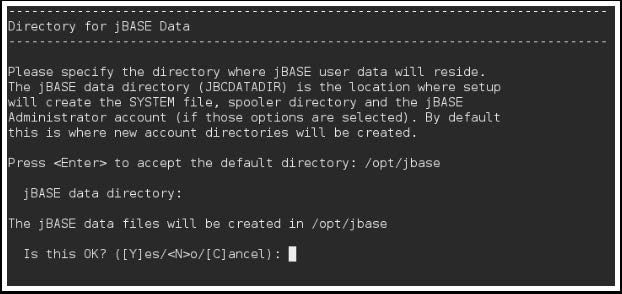 -------------------------------------------------------------------------------
Directory for jBASE Data
-------------------------------------------------------------------------------
Please specify the directory where jBASE user data will reside.
The jBASE data directory (JBCDATADIR) is the location where setup
will create the SYSTEM file, spooler directory and the jBASE
Administrator account (if those options are selected). By default
this is where new account directories will be created.
Press <Enter> to accept the default directory: /opt/jbase
jBASE data directory:
The jBASE data files will be created in /opt/jbase
Is this OK? ([Y]es/<N>o/[C]ancel):